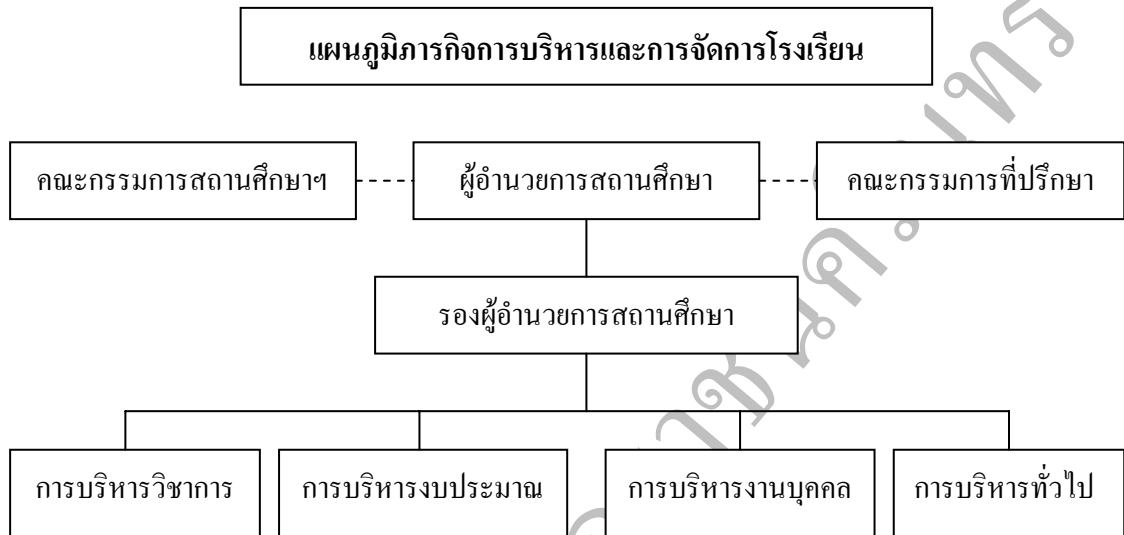 แผนภูมิภารกิจการบริหารและการจัดการโรงเรียน
คณะกรรมการสถานศึกษาฯ
ผู้อำนวยการสถานศึกษา
คณะกรรมการที่ปรึกษา
รองผู้อำนวยการสถานศึกษา
การบริหารวิชาการ
การบริหารงบประมาณ
การบริหารงานบุคคล
การบริหารทั่วไป